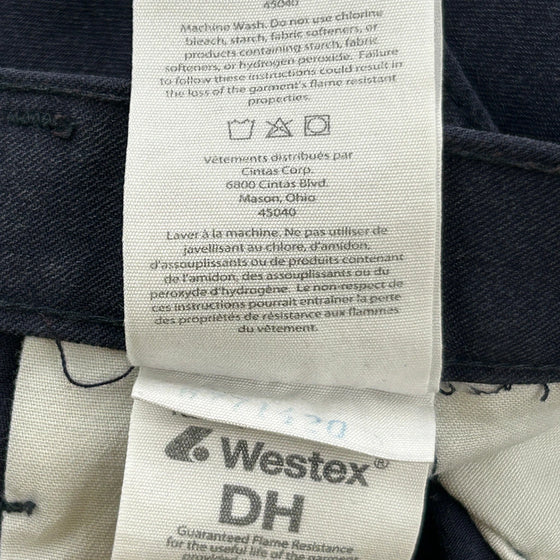 45040
Machine Wash. Do not use chlorine
bleach, starch, fabric softeners, or
products containing starch, fabric
softeners, or hydrogen peroxide. Failure
to follow these instructions could result in
the loss of the garment's flame resistant
properties.
Vêtements distribués par
Cintas Corp.
6800 Cintas Blvd.
Mason, Ohio
45040
Laver à la machine. Ne pas utiliser de
javellisant au chlore, d'amidon,
d'assouplissants ou de produits contenant
de l'amidon, des assouplissants ou du
peroxyde d'hydrogène. Le non-respect de
ces instructions pourrait entraîner la perte
des propriétés de résistance aux flammes
du vêtement.
Westex®
DH
Guaranteed Flame Resistance
for the useful life of the garment